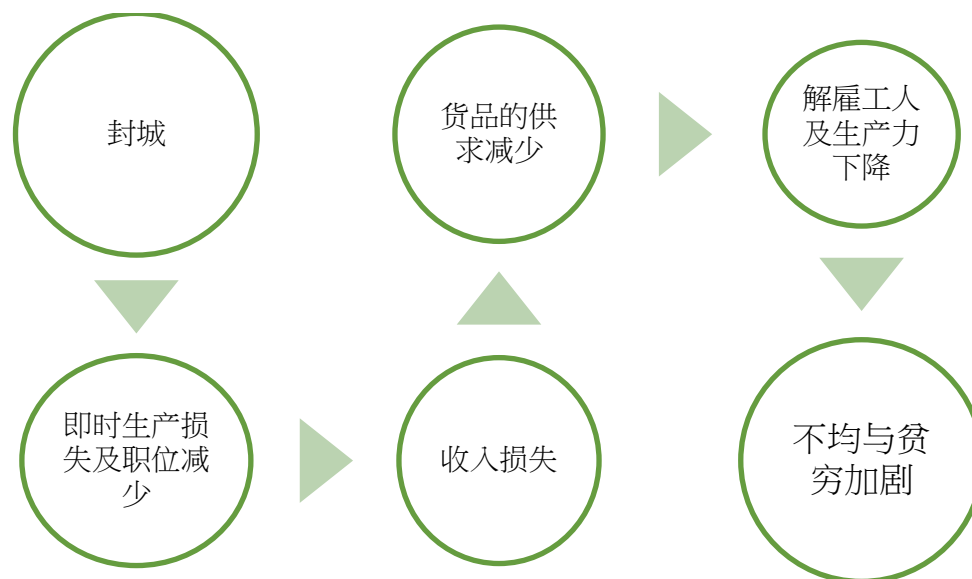 封城
即时生产损
失及职位减
少
收入损失
货品的供
求减少
解雇工人
及生产力
下降
不均与贫
穷加剧